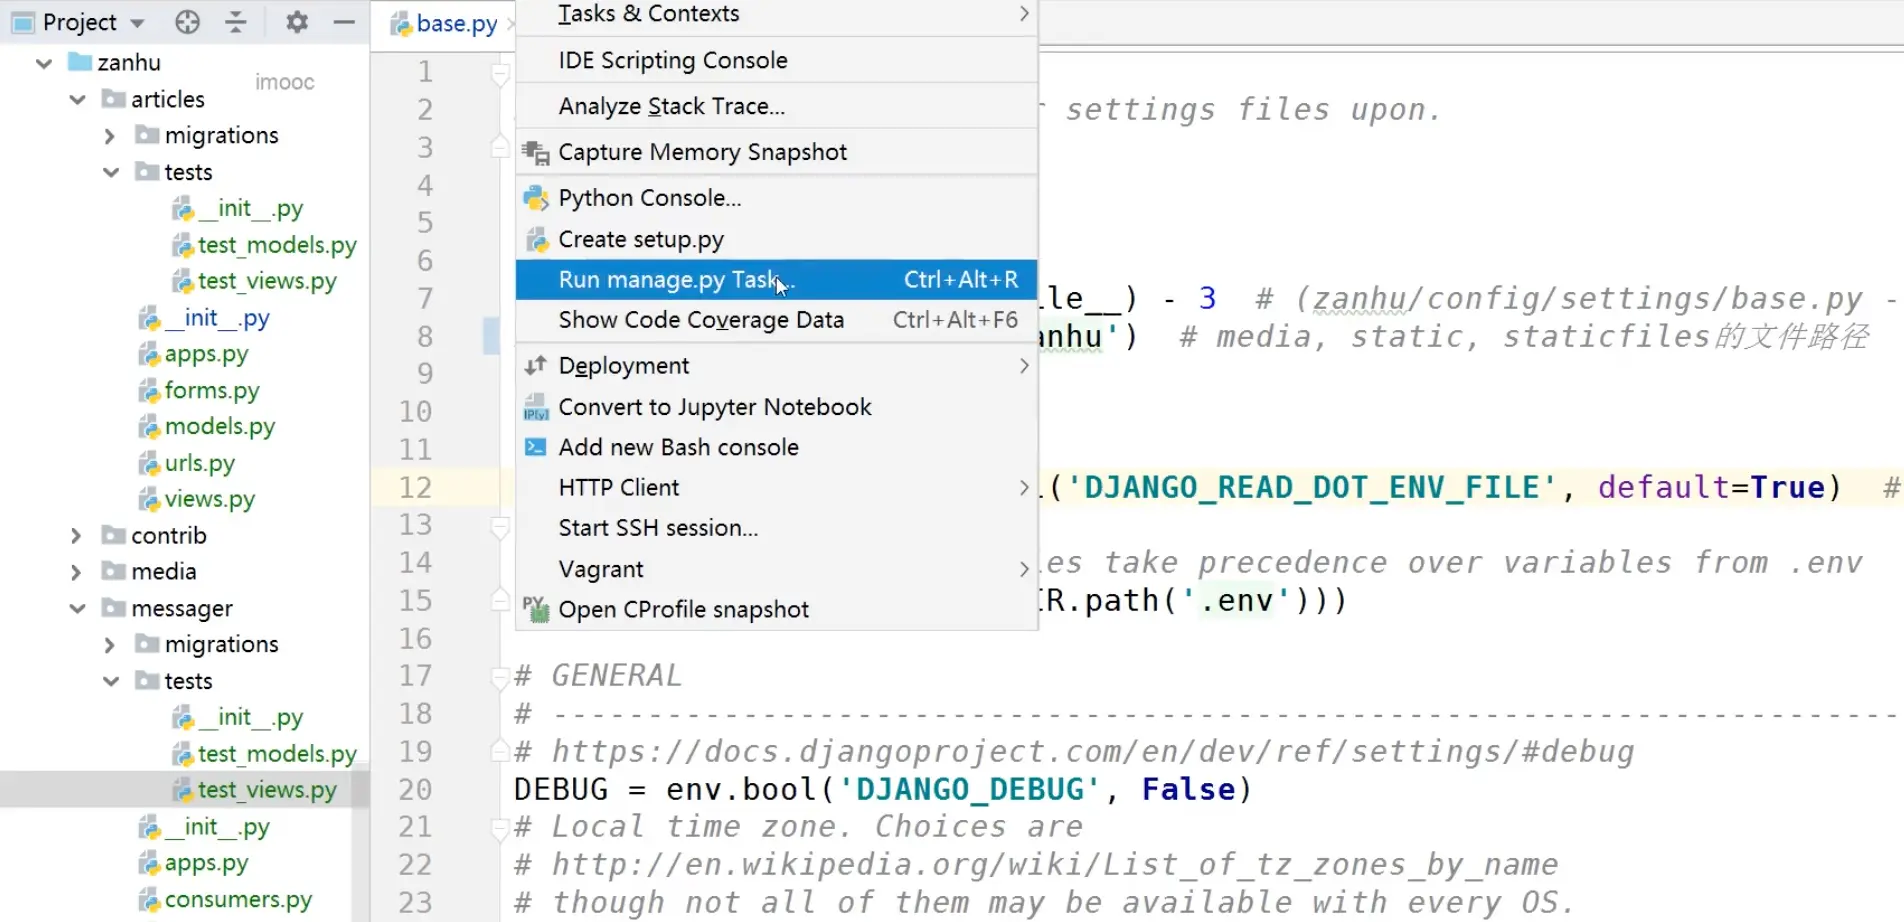 Project
zanhu
imooc
articles
migrations
tests
__init__.py
test_models.py
test_views.py
__init__.py
apps.py
forms.py
models.py
urls.py
views.py
contrib
media
messager
migrations
tests
__init__.py
test_models.py
test_views.py
__init__.py
apps.py
consumers.py
base.py
Tasks & Contexts
IDE Scripting Console
Analyze Stack Trace...
Capture Memory Snapshot
Python Console...
Create setup.py
Run manage.py Task... Ctrl+Alt+R
Show Code Coverage Data Ctrl+Alt+F6
Deployment
Convert to Jupyter Notebook
Add new Bash console
HTTP Client
Start SSH session...
Vagrant
Open CProfile snapshot
1
2 settings files upon.
3
4
5
6
7 le__) - 3 # (zanhu/config/settings/base.py -
8 anhu') # media, static, staticfiles的文件路径
9
10
11
12 ('DJANGO_READ_DOT_ENV_FILE', default=True) #
13
14 es take precedence over variables from .env
15 IR.path('.env')))
16
17 # GENERAL
18 # -----------------------------------------------------------------------
19 # https://docs.djangoproject.com/en/dev/ref/settings/#debug
20 DEBUG = env.bool('DJANGO_DEBUG', False)
21 # Local time zone. Choices are
22 # http://en.wikipedia.org/wiki/List_of_tz_zones_by_name
23 # though not all of them may be available with every OS.